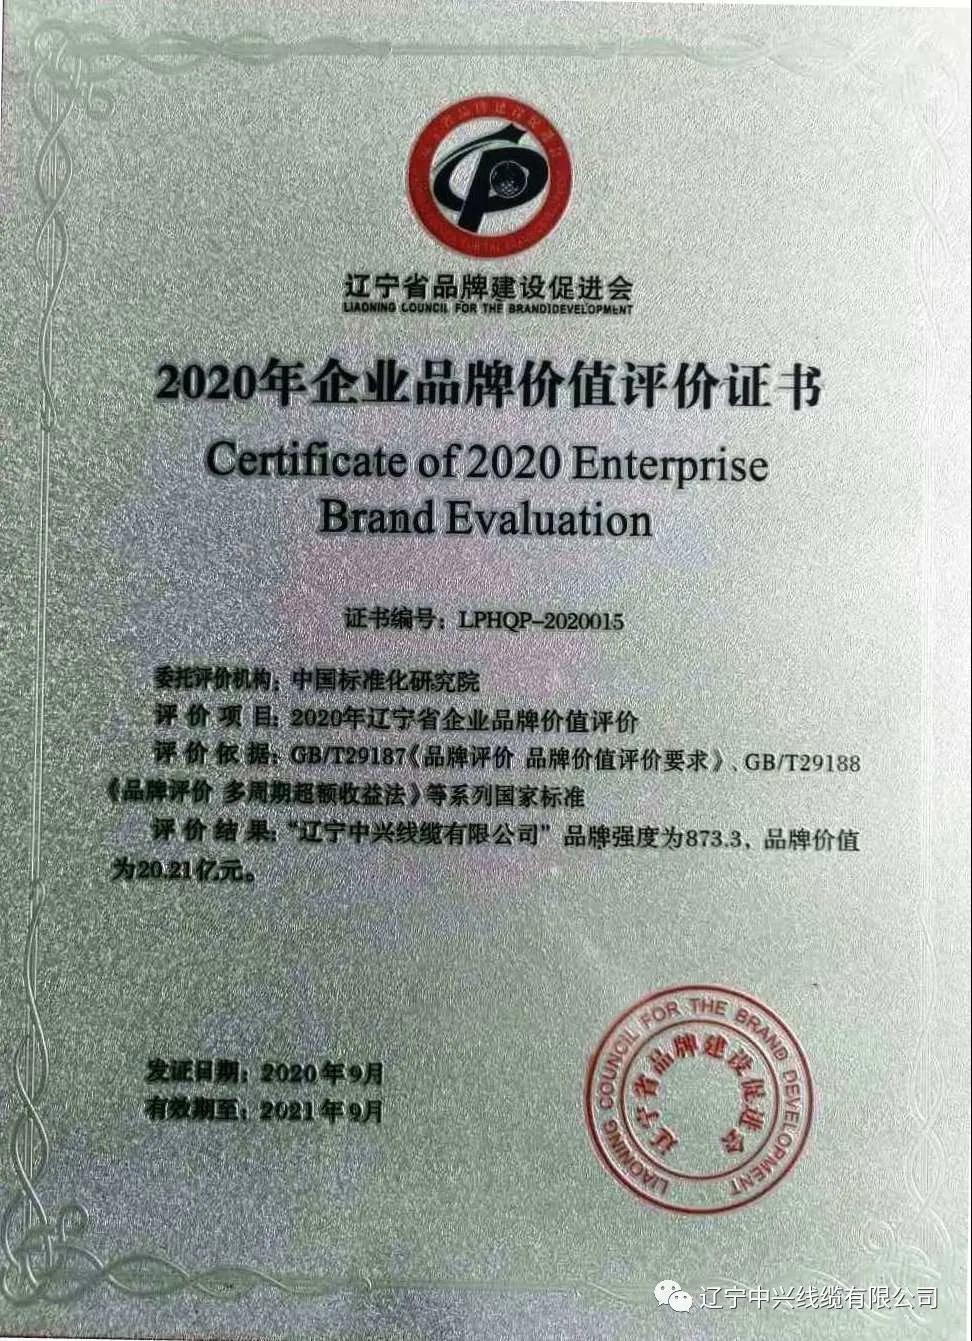 辽宁省品牌建设促进会
LIAONING COUNCIL FOR THE BRANDIDEVELOPMENT
2020年企业品牌价值评价证书
Certificate of 2020 Enterprise
Brand Evaluation
证书编号：LPHQP-2020015
委托评价机构：中国标准化研究院
评价项目：2020年辽宁省企业品牌价值评价
评价依据：GB/T29187《品牌评价 品牌价值评价要求》、GB/T29188
《品牌评价 多周期超额收益法》等系列国家标准
评价结果：“辽宁中兴线缆有限公司”品牌强度为873.3，品牌价值
为20.21亿元。
发证日期：2020年9月
有效期至：2021年9月
LIAONING COUNCIL FOR THE BRAND DEVELOPMENT
辽宁省品牌建设促进会
辽宁中兴线缆有限公司